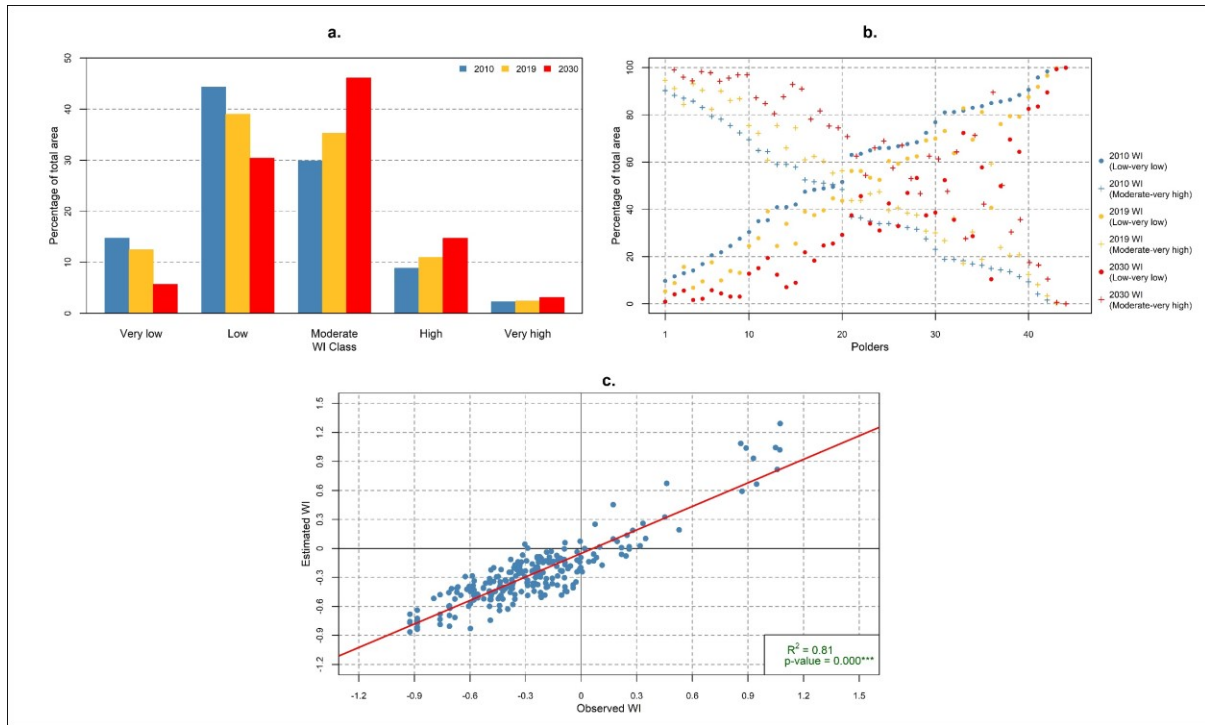 a.
50
40
30
20
10
0
Percentage of total area
2010 2019 2030
Very low Low Moderate High Very high
WI Class
b.
100
80
60
40
20
0
Percentage of total area
1 10 20 30 40
Polders
2010 WI
(Low-very low)
2010 WI
(Moderate-very high)
2019 WI
(Low-very low)
2019 WI
(Moderate-very high)
2030 WI
(Low-very low)
2030 WI
(Moderate-very high)
c.
1.5
1.2
0.9
0.6
0.3
0
-0.3
-0.6
-0.9
-1.2
Estimated WI
R² = 0.81
p-value = 0.000***
-1.2 -0.9 -0.6 -0.3 0 0.3 0.6 0.9 1.2 1.5
Observed WI